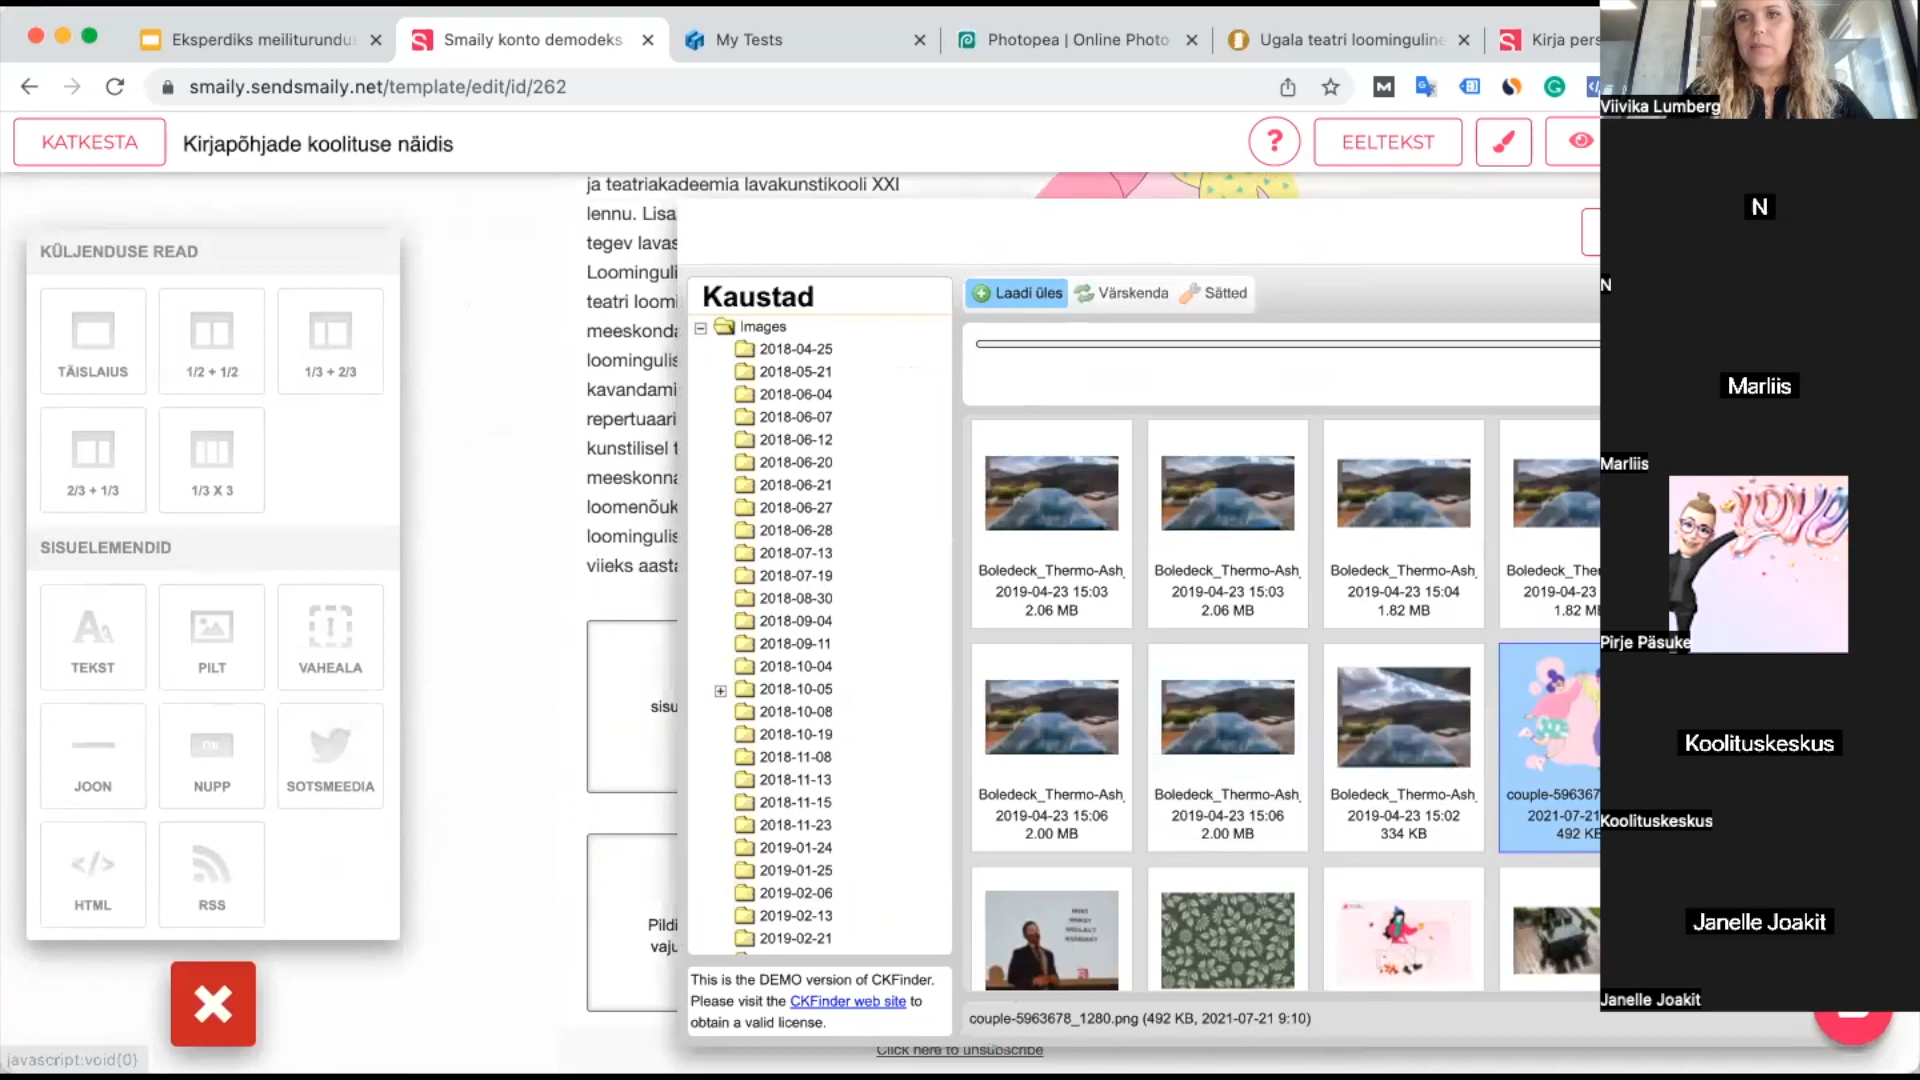 Eksperdiks meiliturundu
Smaily konto demodeks
My Tests
Photopea | Online Photo
Ugala teatri loominguline
Kirja pers
smaily.sendsmaily.net/template/edit/id/262
Viivika Lumberg
KATKESTA
Kirjapõhjade koolituse näidis
?
EELTEKST
ja teatriakadeemia lavakunstikooli XXI
lennu. Lisa
tegev lavas
Loominguli
teatri loomi
meeskonda
loominguli
kavandami
repertuaari
kunstilisel t
meeskonna
loomenõuk
loominguli
viieks aasta
KÜLJENDUSE READ
TÄISLAIUS
1/2 + 1/2
1/3 + 2/3
2/3 + 1/3
1/3 X 3
SISUELEMENDID
TEKST
PILT
VAHEALA
JOON
NUPP
SOTSMEEDIA
HTML
RSS
sisu
Pildi
vaju
Kaustad
Images
2018-04-25
2018-05-21
2018-06-04
2018-06-07
2018-06-12
2018-06-20
2018-06-21
2018-06-27
2018-06-28
2018-07-13
2018-07-19
2018-08-30
2018-09-04
2018-09-11
2018-10-04
2018-10-05
2018-10-08
2018-10-19
2018-11-08
2018-11-13
2018-11-15
2018-11-23
2019-01-24
2019-01-25
2019-02-06
2019-02-13
2019-02-21
This is the DEMO version of CKFinder.
Please visit the CKFinder web site to
obtain a valid license.
Laadi üles
Värskenda
Sätted
Boledeck_Thermo-Ash_
2019-04-23 15:03
2.06 MB
Boledeck_Thermo-Ash_
2019-04-23 15:03
2.06 MB
Boledeck_Thermo-Ash_
2019-04-23 15:04
1.82 MB
Boledeck_The
2019-04-23
1.82 MB
Boledeck_Thermo-Ash_
2019-04-23 15:06
2.00 MB
Boledeck_Thermo-Ash_
2019-04-23 15:06
2.00 MB
Boledeck_Thermo-Ash_
2019-04-23 15:02
334 KB
couple-596367
2021-07-21
492 KB
couple-5963678_1280.png (492 KB, 2021-07-21 9:10)
Click here to unsubscribe
javascript:void(0)
N
N
Marliis
Marliis
Pirje Päsuke
Koolituskeskus
Koolituskeskus
Janelle Joakit
Janelle Joakit